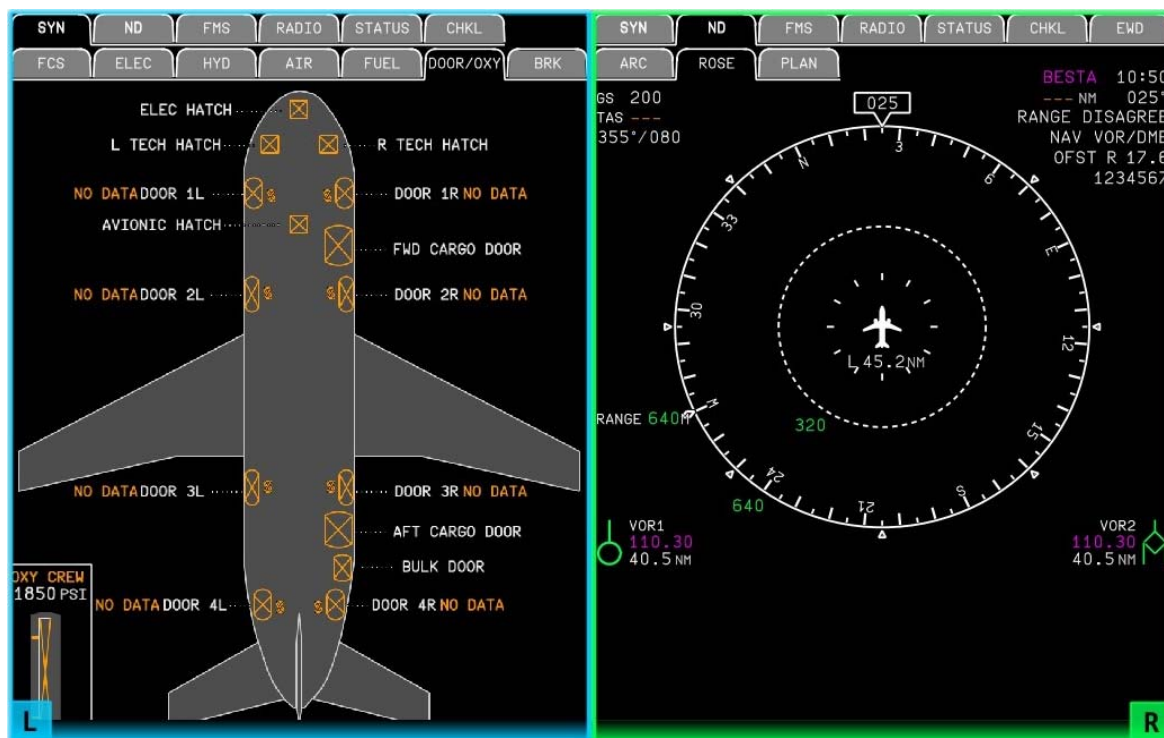 SYN ND FMS RADIO STATUS CHKL
FCS ELEC HYD AIR FUEL DOOR/OXY BRK
ELEC HATCH
L TECH HATCH R TECH HATCH
NO DATA DOOR 1L DOOR 1R NO DATA
AVIONIC HATCH
FWD CARGO DOOR
NO DATA DOOR 2L DOOR 2R NO DATA
NO DATA DOOR 3L DOOR 3R NO DATA
AFT CARGO DOOR
BULK DOOR
OXY CREW
1850 PSI
NO DATA DOOR 4L DOOR 4R NO DATA
L
SYN ND FMS RADIO STATUS CHKL EWD
ARC ROSE PLAN
GS 200
TAS ---
355°/080
BESTA 10:50
--- NM 025°
RANGE DISAGREE
NAV VOR/DME
OFST R 17.6
1234567
025
N 3 6 E 12 15 S 21 24 W 30 33
L 45.2NM
RANGE 640M
320
640
VOR1
110.30
40.5 NM
VOR2
110.30
40.5 NM
R